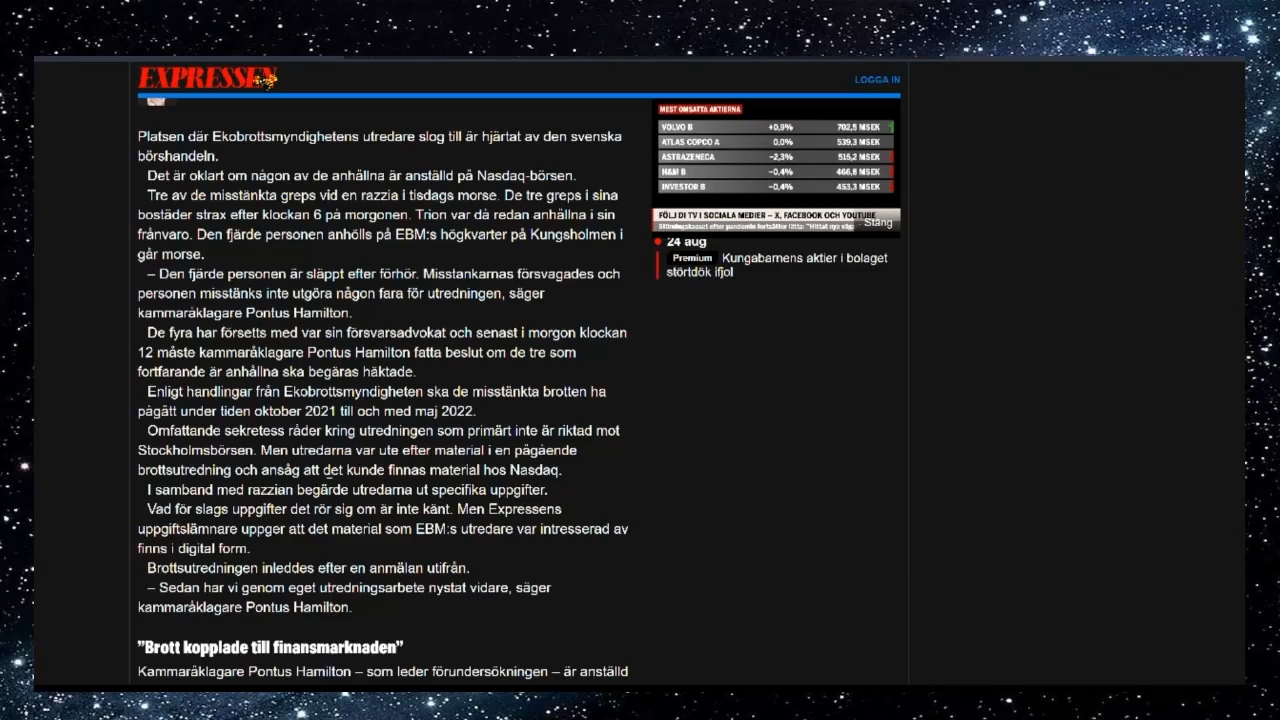 EXPRESSEN
LOGGA IN
Platsen där Ekobrottsmyndighetens utredare slog till är hjärtat av den svenska
börshandeln.
Det är oklart om någon av de anhällna är anställd på Nasdaq-börsen.
Tre av de misstänkta greps vid en razzia i tisdags morse. De tre greps i sina
bostäder strax efter klockan 6 på morgonen. Trion var då redan anhällna i sin
frånvaro. Den fjärde personen anhölls på EBM:s högkvarter på Kungsholmen i
går morse.
– Den fjärde personen är släppt efter förhör. Misstankarnas försvagades och
personen misstänks inte utgöra någon fara för utredningen, säger
kammaråklagare Pontus Hamilton.
De fyra har försetts med var sin försvarsadvokat och senast i morgon klockan
12 måste kammaråklagare Pontus Hamilton fatta beslut om de tre som
fortfarande är anhållna ska begäras häktade.
Enligt handlingar från Ekobrottsmyndigheten ska de misstänkta brotten ha
pågått under tiden oktober 2021 till och med maj 2022.
Omfattande sekretess råder kring utredningen som primärt inte är riktad mot
Stockholmsbörsen. Men utredarna var ute efter material i en pågående
brottsutredning och ansåg att det kunde finnas material hos Nasdaq.
I samband med razzian begärde utredarna ut specifika uppgifter.
Vad för slags uppgifter det rör sig om är inte känt. Men Expressens
uppgiftslämnare uppger att det material som EBM:s utredare var intresserad av
finns i digital form.
Brottsutredningen inleddes efter en anmälan utifrån.
– Sedan har vi genom eget utredningsarbete nystat vidare, säger
kammaråklagare Pontus Hamilton.
”Brott kopplade till finansmarknaden”
Kammaråklagare Pontus Hamilton – som leder förundersökningen – är anställd
MEST OMSATTA AKTIERNA
VOLVO B +0,9% 702,5 MSEK
ATLAS COPCO A 0,0% 539,3 MSEK
ASTRAZENECA −2,3% 515,2 MSEK
H&M B −0,4% 466,8 MSEK
INVESTOR B −0,4% 453,3 MSEK
FÖLJ DI TV I SOCIALA MEDIER – X, FACEBOOK OCH YOUTUBE
Stäng
24 aug
Premium Kungabarnens aktier i bolaget
störtdök ifjol